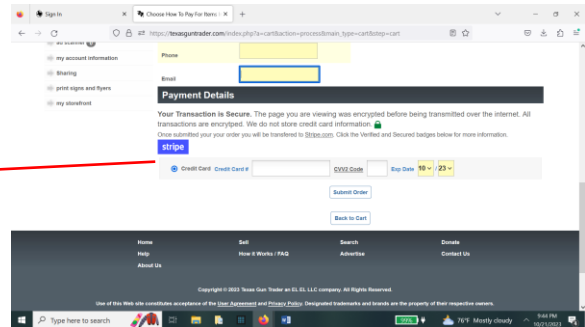 Sign In
Choose How To Pay For Items
https://texasguntrader.com/index.php?a=cart&action=process&main_type=cart&step=cart
my account information
Sharing
print signs and flyers
my storefront
Phone
Email
Payment Details
Your Transaction is Secure. The page you are viewing was encrypted before being transmitted over the internet. All
transactions are encrytped. We do not store credit card information.
Once submitted your your order you will be transfered to Stripe.com. Click the Verified and Secured badges below for more information.
stripe
Credit Card Credit Card # CVV2 Code Exp Date 10 / 23
Submit Order
Back to Cart
Home Sell Search Donate
Help How it Works / FAQ Advertise Contact Us
About Us
Copyright © 2023 Texas Gun Trader an EL EL LLC company. All Rights Reserved.
Use of this Web site constitutes acceptance of the User Agreement and Privacy Policy. Designated trademarks and brands are the property of their respective owners.
Type here to search 99% 76°F Mostly cloudy 9:44 PM
10/21/2023